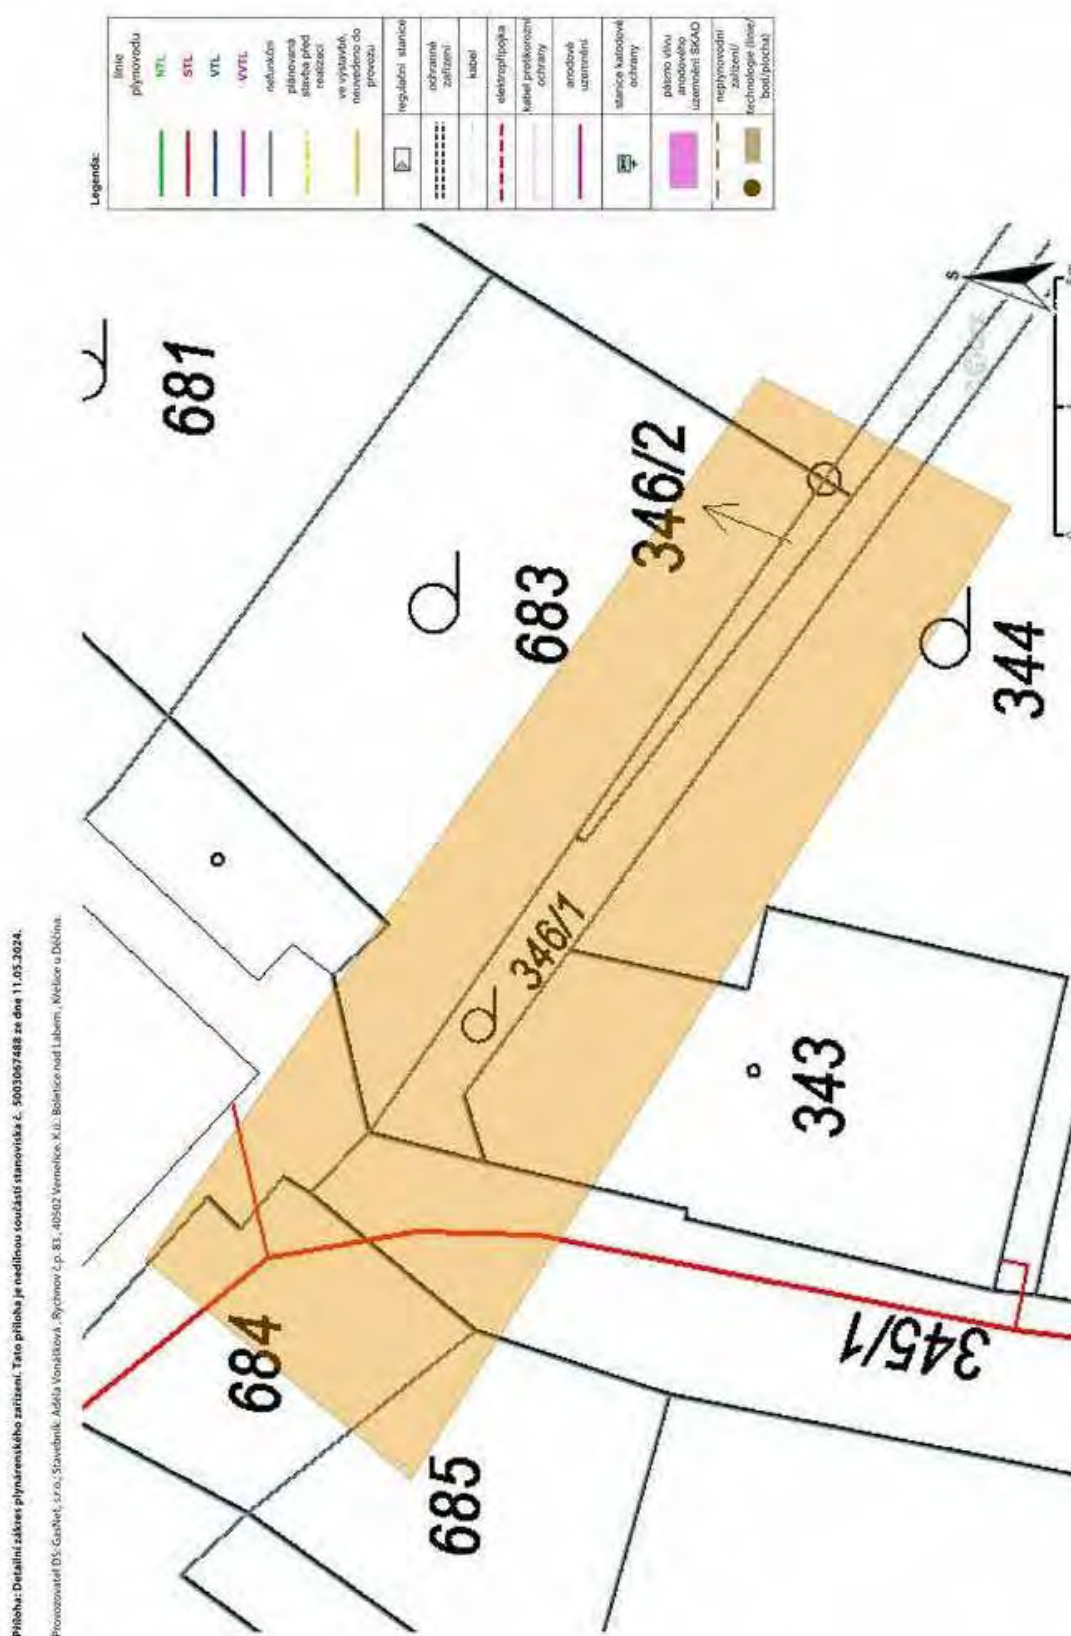 Příloha: Detailní zákres plynárenského zařízení. Tato příloha je nedílnou součástí stanoviska č. 5003067488 ze dne 11.05.2024.
Provozovatel DS: GasNet, s.r.o.; Stavebník: Adéla Vonášková, Rychnov č.p. 83, 40502 Verneřice. K.ú.: Boletice nad Labem, Křešice u Děčína.
Legenda:
linie
plynovodu
NTL
STL
VTL
VVTL
nefunkční
plánovaná
stavba před
realizací
ve výstavbě,
neuvedeno do
provozu
regulační stanice
ochranné
zařízení
kabel
elektropřípojka
kabel protikorozní
ochrany
anodové
uzemnění
stanice katodové
ochrany
pásmo vlivu
anodového
uzemnění SKAO
neplynovodní
zařízení/
technologie (linie/
bod/plocha)
681
683
346/2
344
346/1
343
684
685
345/1
S